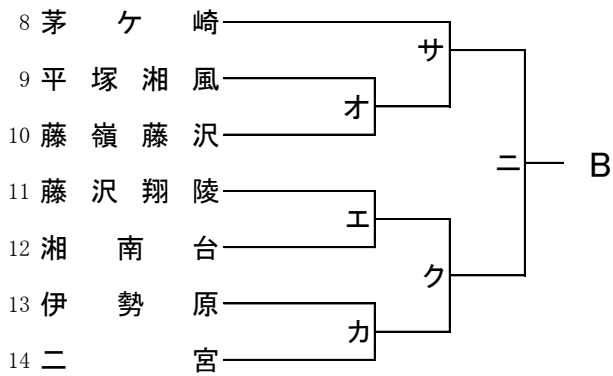 8 茅ケ崎
サ
9 平塚湘風
オ
10 藤嶺藤沢
ニ B
11 藤沢翔陵
エ
12 湘南台
ク
13 伊勢原
カ
14 二宮